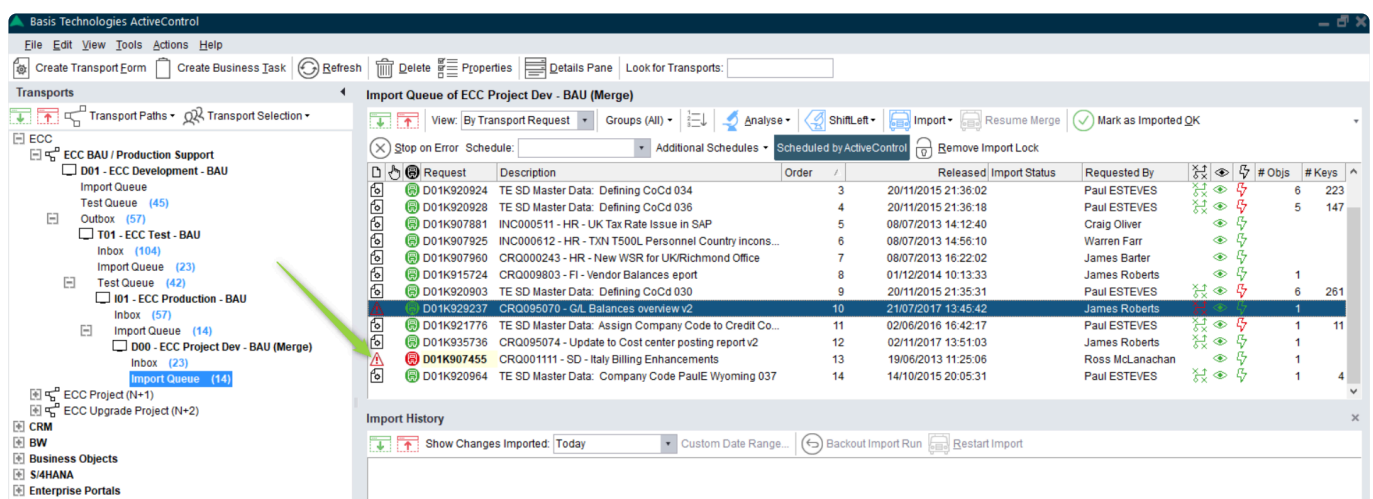 Basis Technologies ActiveControl
File Edit View Tools Actions Help
Create Transport Form Create Business Task Refresh Delete Properties Details Pane Look for Transports:
Transports
Transport Paths Transport Selection
ECC
ECC BAU / Production Support
D01 - ECC Development - BAU
Import Queue
Test Queue (45)
Outbox (57)
T01 - ECC Test - BAU
Inbox (104)
Import Queue (23)
Test Queue (42)
I01 - ECC Production - BAU
Inbox (57)
Import Queue (14)
D00 - ECC Project Dev - BAU (Merge)
Inbox (23)
Import Queue (14)
ECC Project (N+1)
ECC Upgrade Project (N+2)
CRM
BW
Business Objects
S/4HANA
Enterprise Portals
Import Queue of ECC Project Dev - BAU (Merge)
View: By Transport Request Groups (All) Analyse ShiftLeft Import Resume Merge Mark as Imported OK
Stop on Error Schedule: Additional Schedules Scheduled by ActiveControl Remove Import Lock
Request Description Order / Released Import Status Requested By # Objs # Keys
D01K920924 TE SD Master Data: Defining CoCd 034 3 20/11/2015 21:36:02 Paul ESTEVES 6 223
D01K920928 TE SD Master Data: Defining CoCd 036 4 20/11/2015 21:36:18 Paul ESTEVES 5 147
D01K907881 INC000511 - HR - UK Tax Rate Issue in SAP 5 08/07/2013 14:12:40 Craig Oliver
D01K907925 INC000612 - HR - TXN T500L Personnel Country incons... 6 08/07/2013 14:56:10 Warren Farr
D01K907960 CRQ000243 - HR - New WSR for UK/Richmond Office 7 08/07/2013 16:22:02 James Barter
D01K915724 CRQ009803 - FI - Vendor Balances eport 8 01/12/2014 10:13:33 James Roberts 1
D01K920903 TE SD Master Data: Defining CoCd 030 9 20/11/2015 21:35:31 Paul ESTEVES 6 261
D01K929237 CRQ095070 - G/L Balances overview v2 10 21/07/2017 13:45:42 James Roberts 1
D01K921776 TE SD Master Data: Assign Company Code to Credit Co... 11 02/06/2016 16:42:17 Paul ESTEVES 1 11
D01K935736 CRQ095074 - Update to Cost center posting report v2 12 02/11/2017 13:51:03 James Roberts 1
D01K907455 CRQ001111 - SD - Italy Billing Enhancements 13 19/06/2013 11:25:06 Ross McLanachan 1
D01K920964 TE SD Master Data: Company Code PaulE Wyoming 037 14 14/10/2015 20:05:31 Paul ESTEVES 1 4
Import History
Show Changes Imported: Today Custom Date Range... Backout Import Run Restart Import